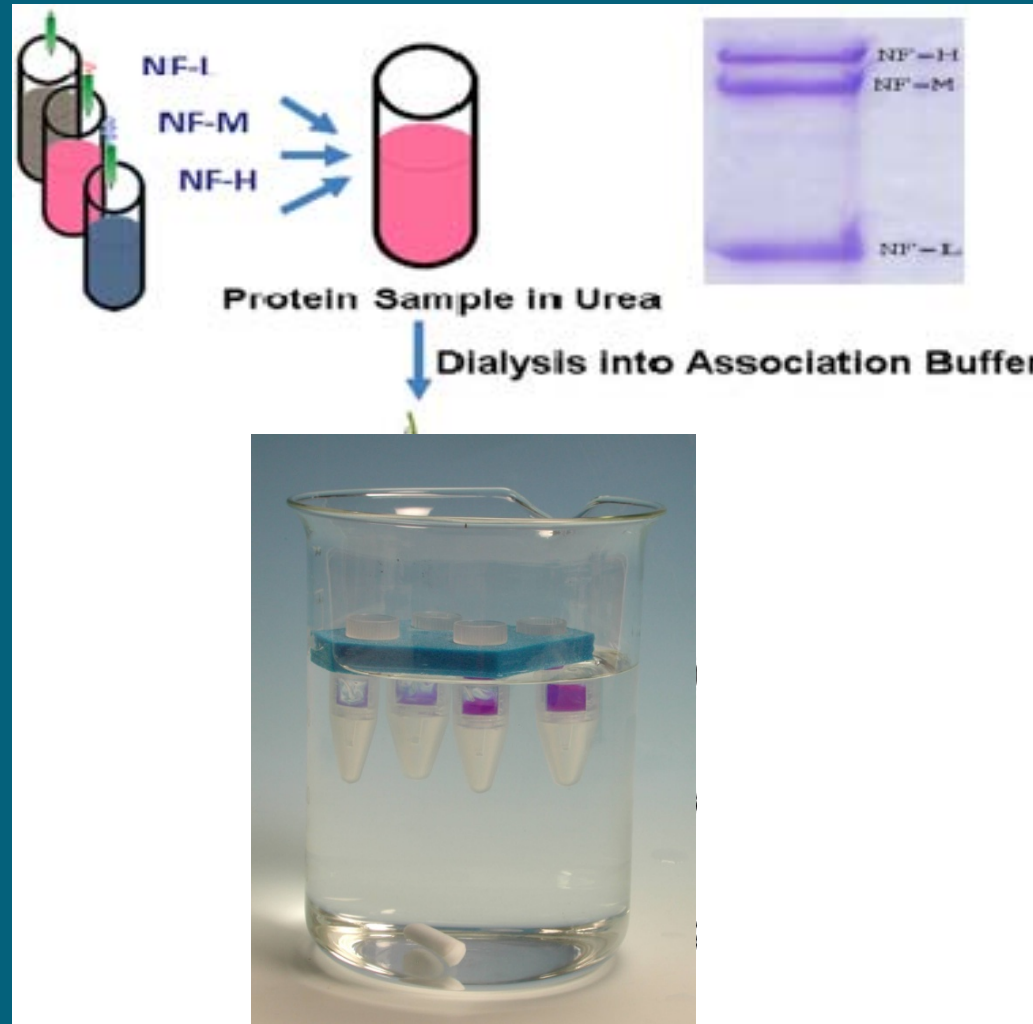 NF-L
NF-M
NF-H
NF-H
NF-M
NF-L
Protein Sample in Urea
Dialysis into Association Buffer